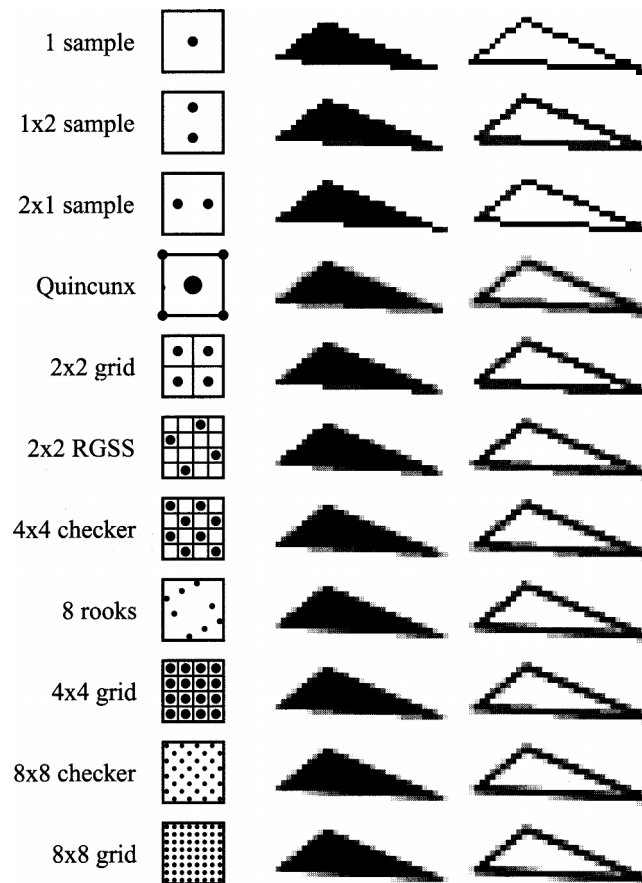 1 sample
1x2 sample
2x1 sample
Quincunx
2x2 grid
2x2 RGSS
4x4 checker
8 rooks
4x4 grid
8x8 checker
8x8 grid